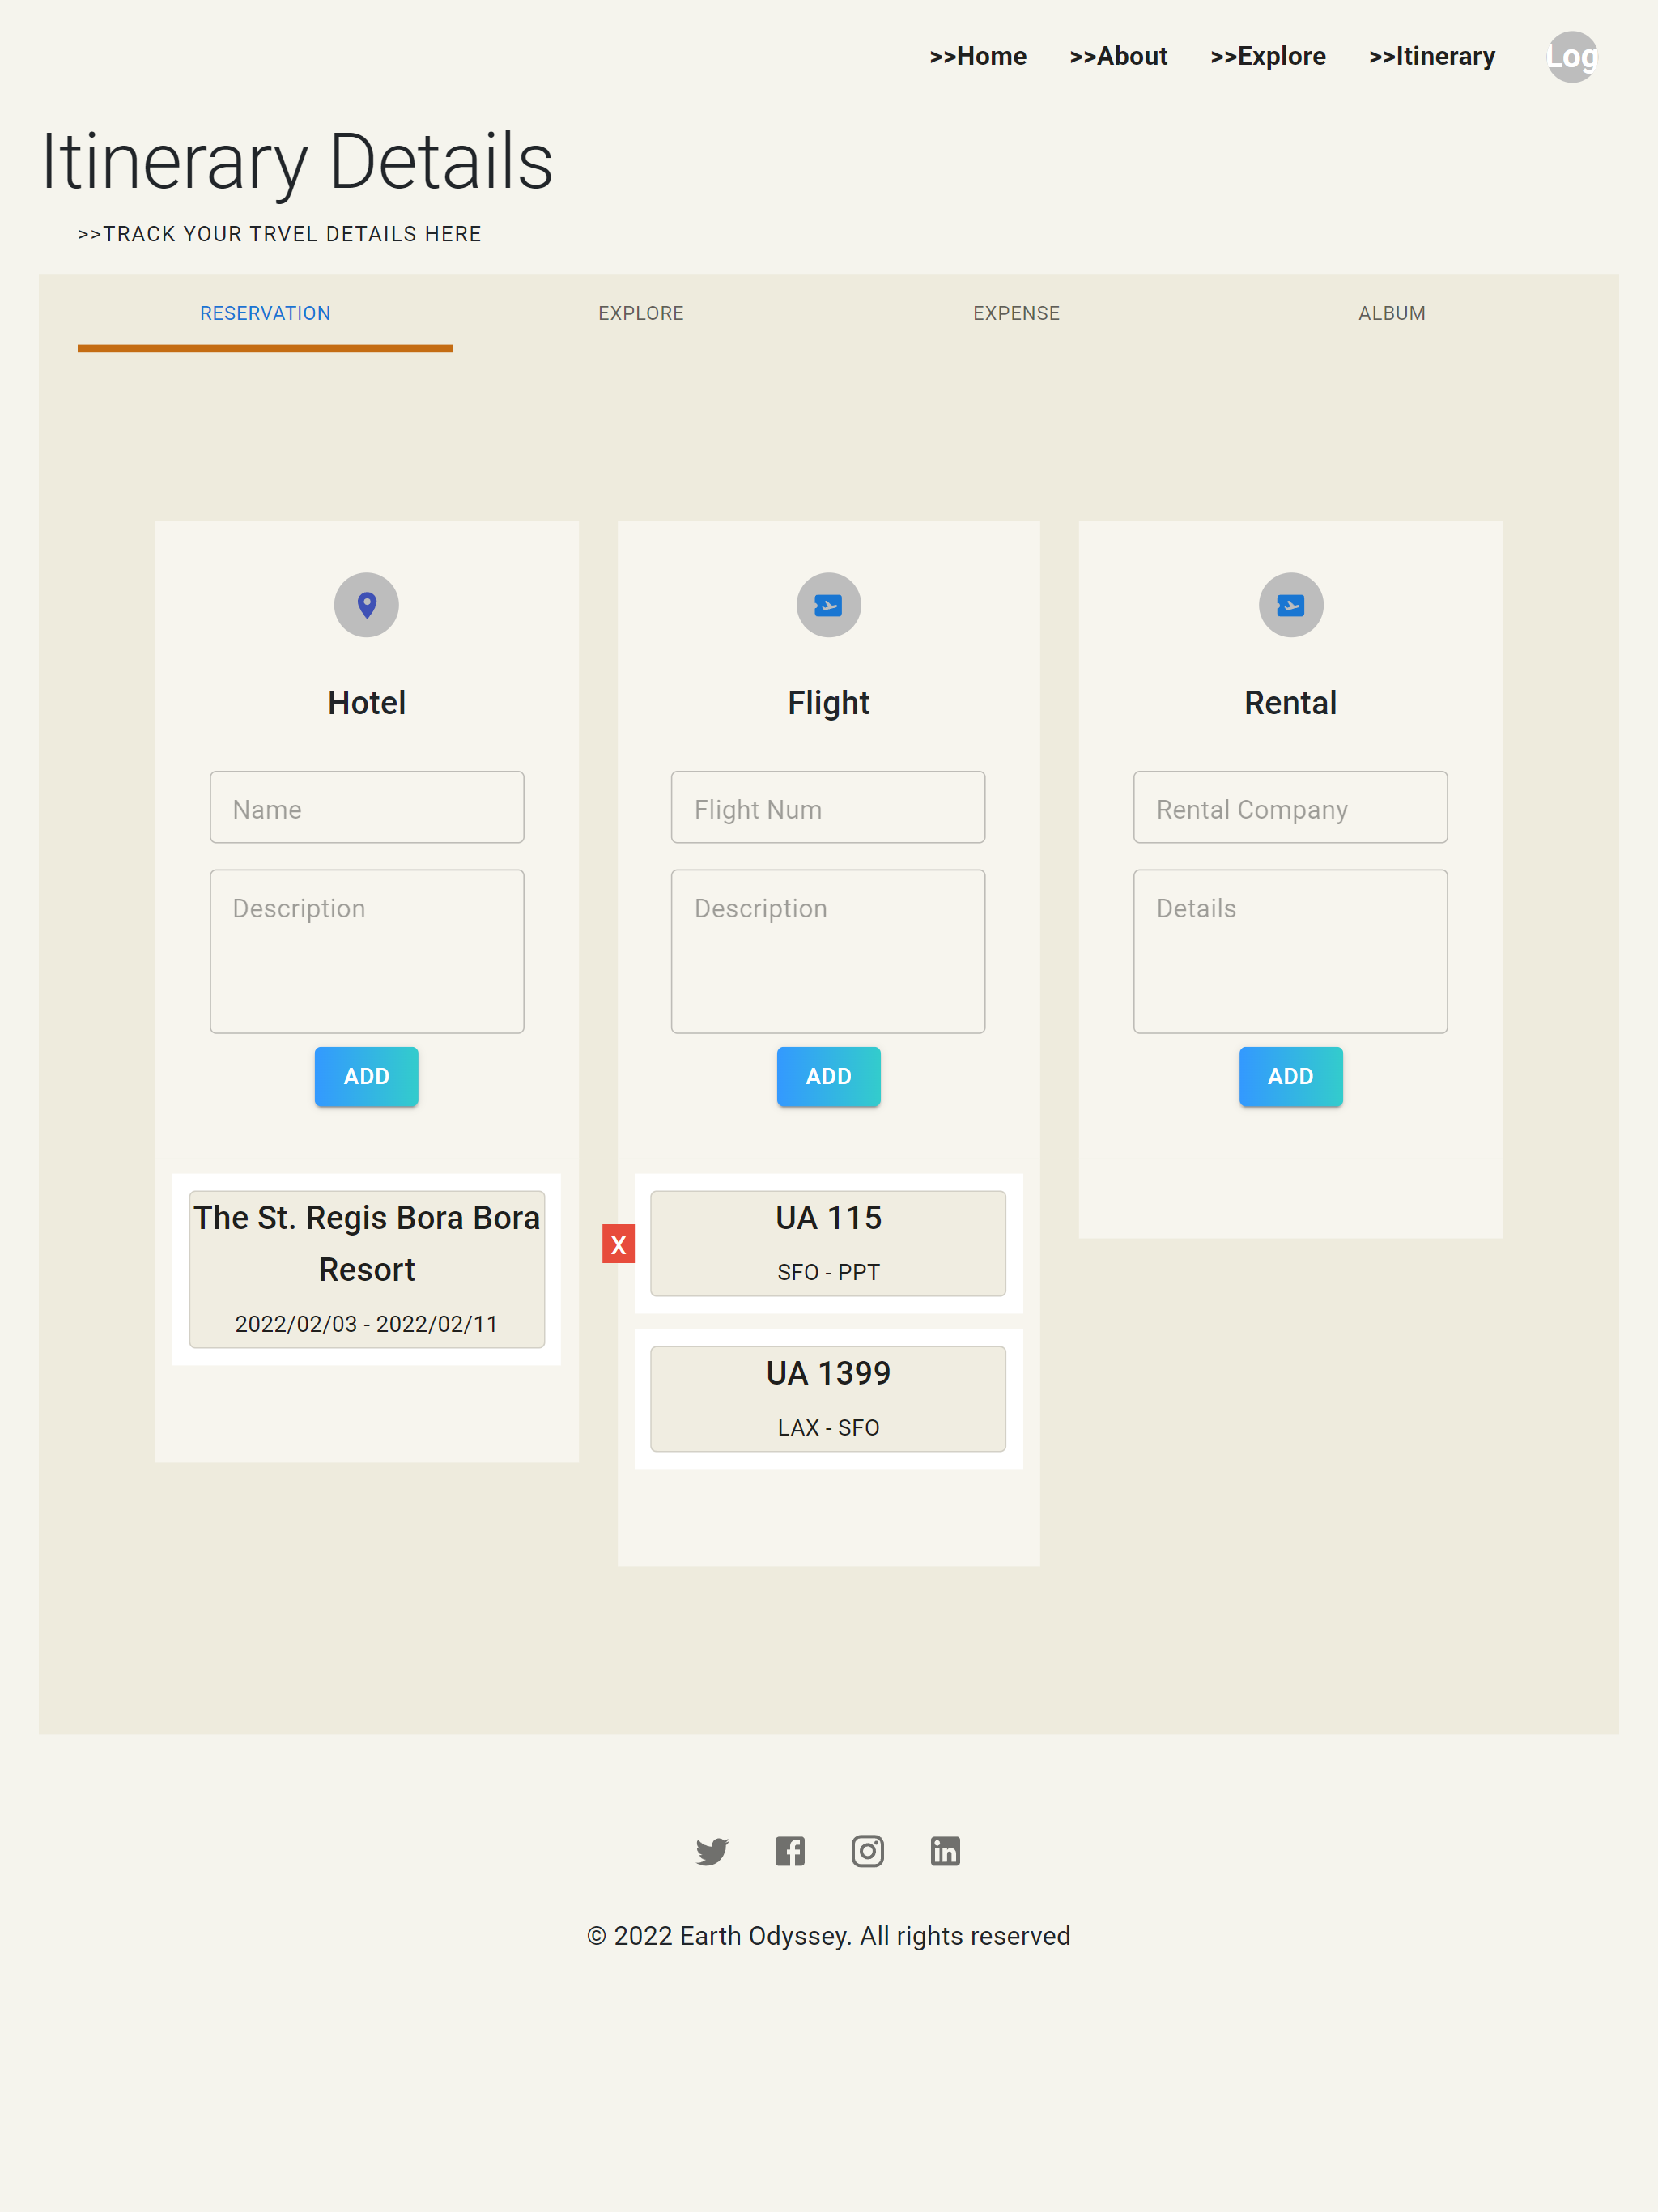 >>Home >>About >>Explore >>Itinerary Log
Itinerary Details
>>TRACK YOUR TRVEL DETAILS HERE
RESERVATION EXPLORE EXPENSE ALBUM
Hotel
Name
Description
ADD
The St. Regis Bora Bora
Resort
2022/02/03 - 2022/02/11
Flight
Flight Num
Description
ADD
X
UA 115
SFO - PPT
UA 1399
LAX - SFO
Rental
Rental Company
Details
ADD
© 2022 Earth Odyssey. All rights reserved